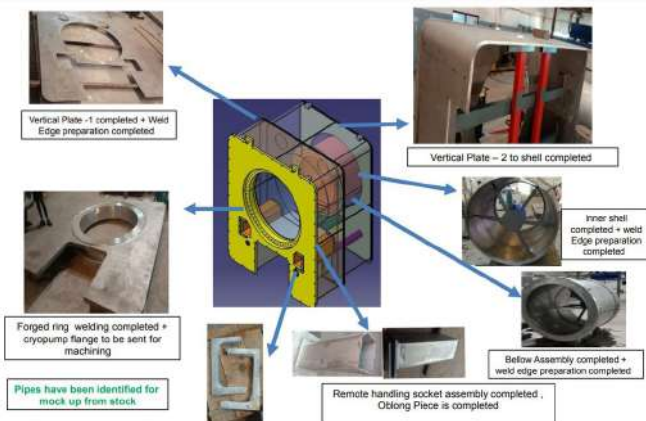 Vertical Plate -1 completed + Weld
Edge preparation completed
Vertical Plate – 2 to shell completed
Inner shell
completed + weld
Edge preparation
completed
Forged ring welding completed +
cryopump flange to be sent for
machining
Bellow Assembly completed +
weld edge preparation completed
Pipes have been identified for
mock up from stock
Remote handling socket assembly completed ,
Oblong Piece is completed